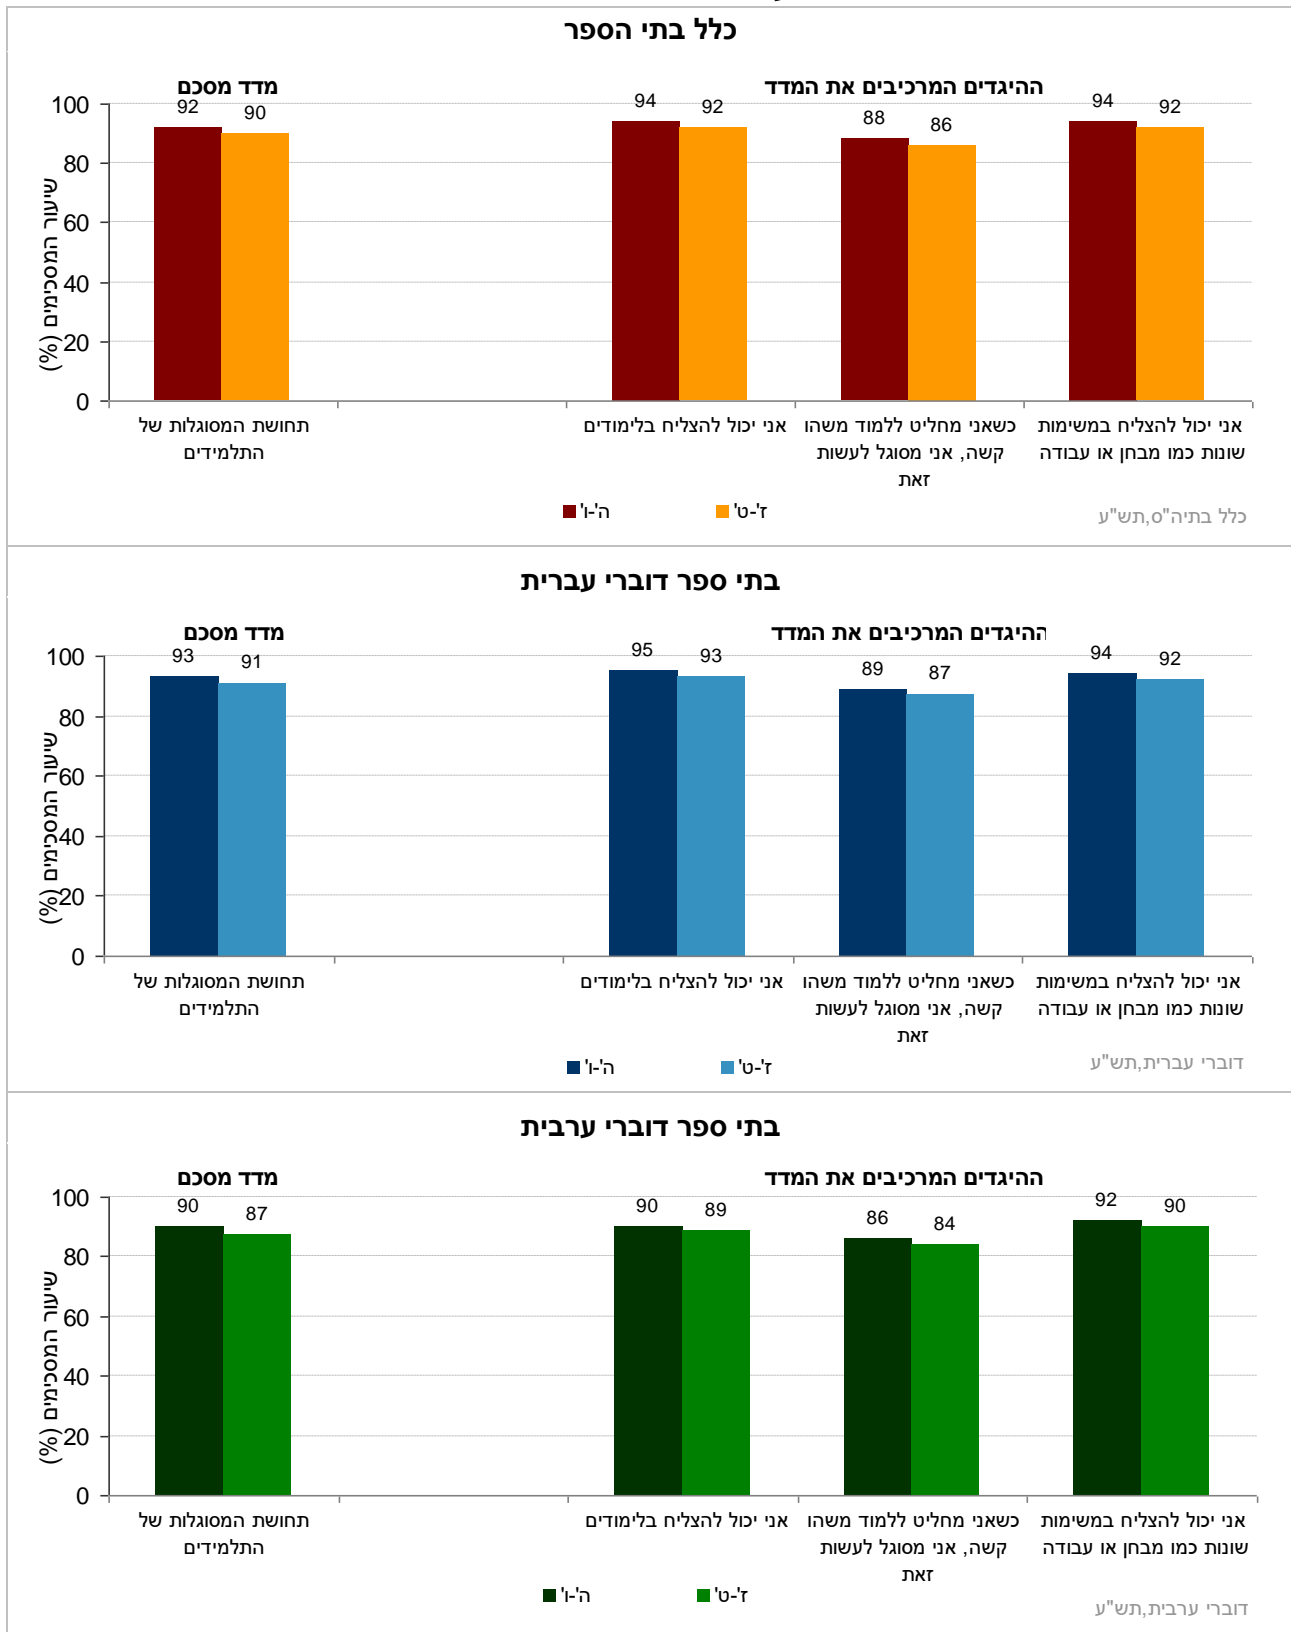 כלל בתי הספר
מדד מסכם
ההיגדים המרכיבים את המדד
שיעור המסכימים (%)
100
80
60
40
20
0
92
90
94
92
88
86
94
92
תחושת המסוגלות של
התלמידים
אני יכול להצליח בלימודים
כשאני מחליט ללמוד משהו
קשה, אני מסוגל לעשות
זאת
אני יכול להצליח במשימות
שונות כמו מבחן או עבודה
ה'-ו'
ז'-ט'
כלל בתיה"ס,תש"ע
בתי ספר דוברי עברית
מדד מסכם
ההיגדים המרכיבים את המדד
שיעור המסכימים (%)
100
80
60
40
20
0
93
91
95
93
89
87
94
92
תחושת המסוגלות של
התלמידים
אני יכול להצליח בלימודים
כשאני מחליט ללמוד משהו
קשה, אני מסוגל לעשות
זאת
אני יכול להצליח במשימות
שונות כמו מבחן או עבודה
ה'-ו'
ז'-ט'
דוברי עברית,תש"ע
בתי ספר דוברי ערבית
מדד מסכם
ההיגדים המרכיבים את המדד
שיעור המסכימים (%)
100
80
60
40
20
0
90
87
90
89
86
84
92
90
תחושת המסוגלות של
התלמידים
אני יכול להצליח בלימודים
כשאני מחליט ללמוד משהו
קשה, אני מסוגל לעשות
זאת
אני יכול להצליח במשימות
שונות כמו מבחן או עבודה
ה'-ו'
ז'-ט'
דוברי ערבית,תש"ע